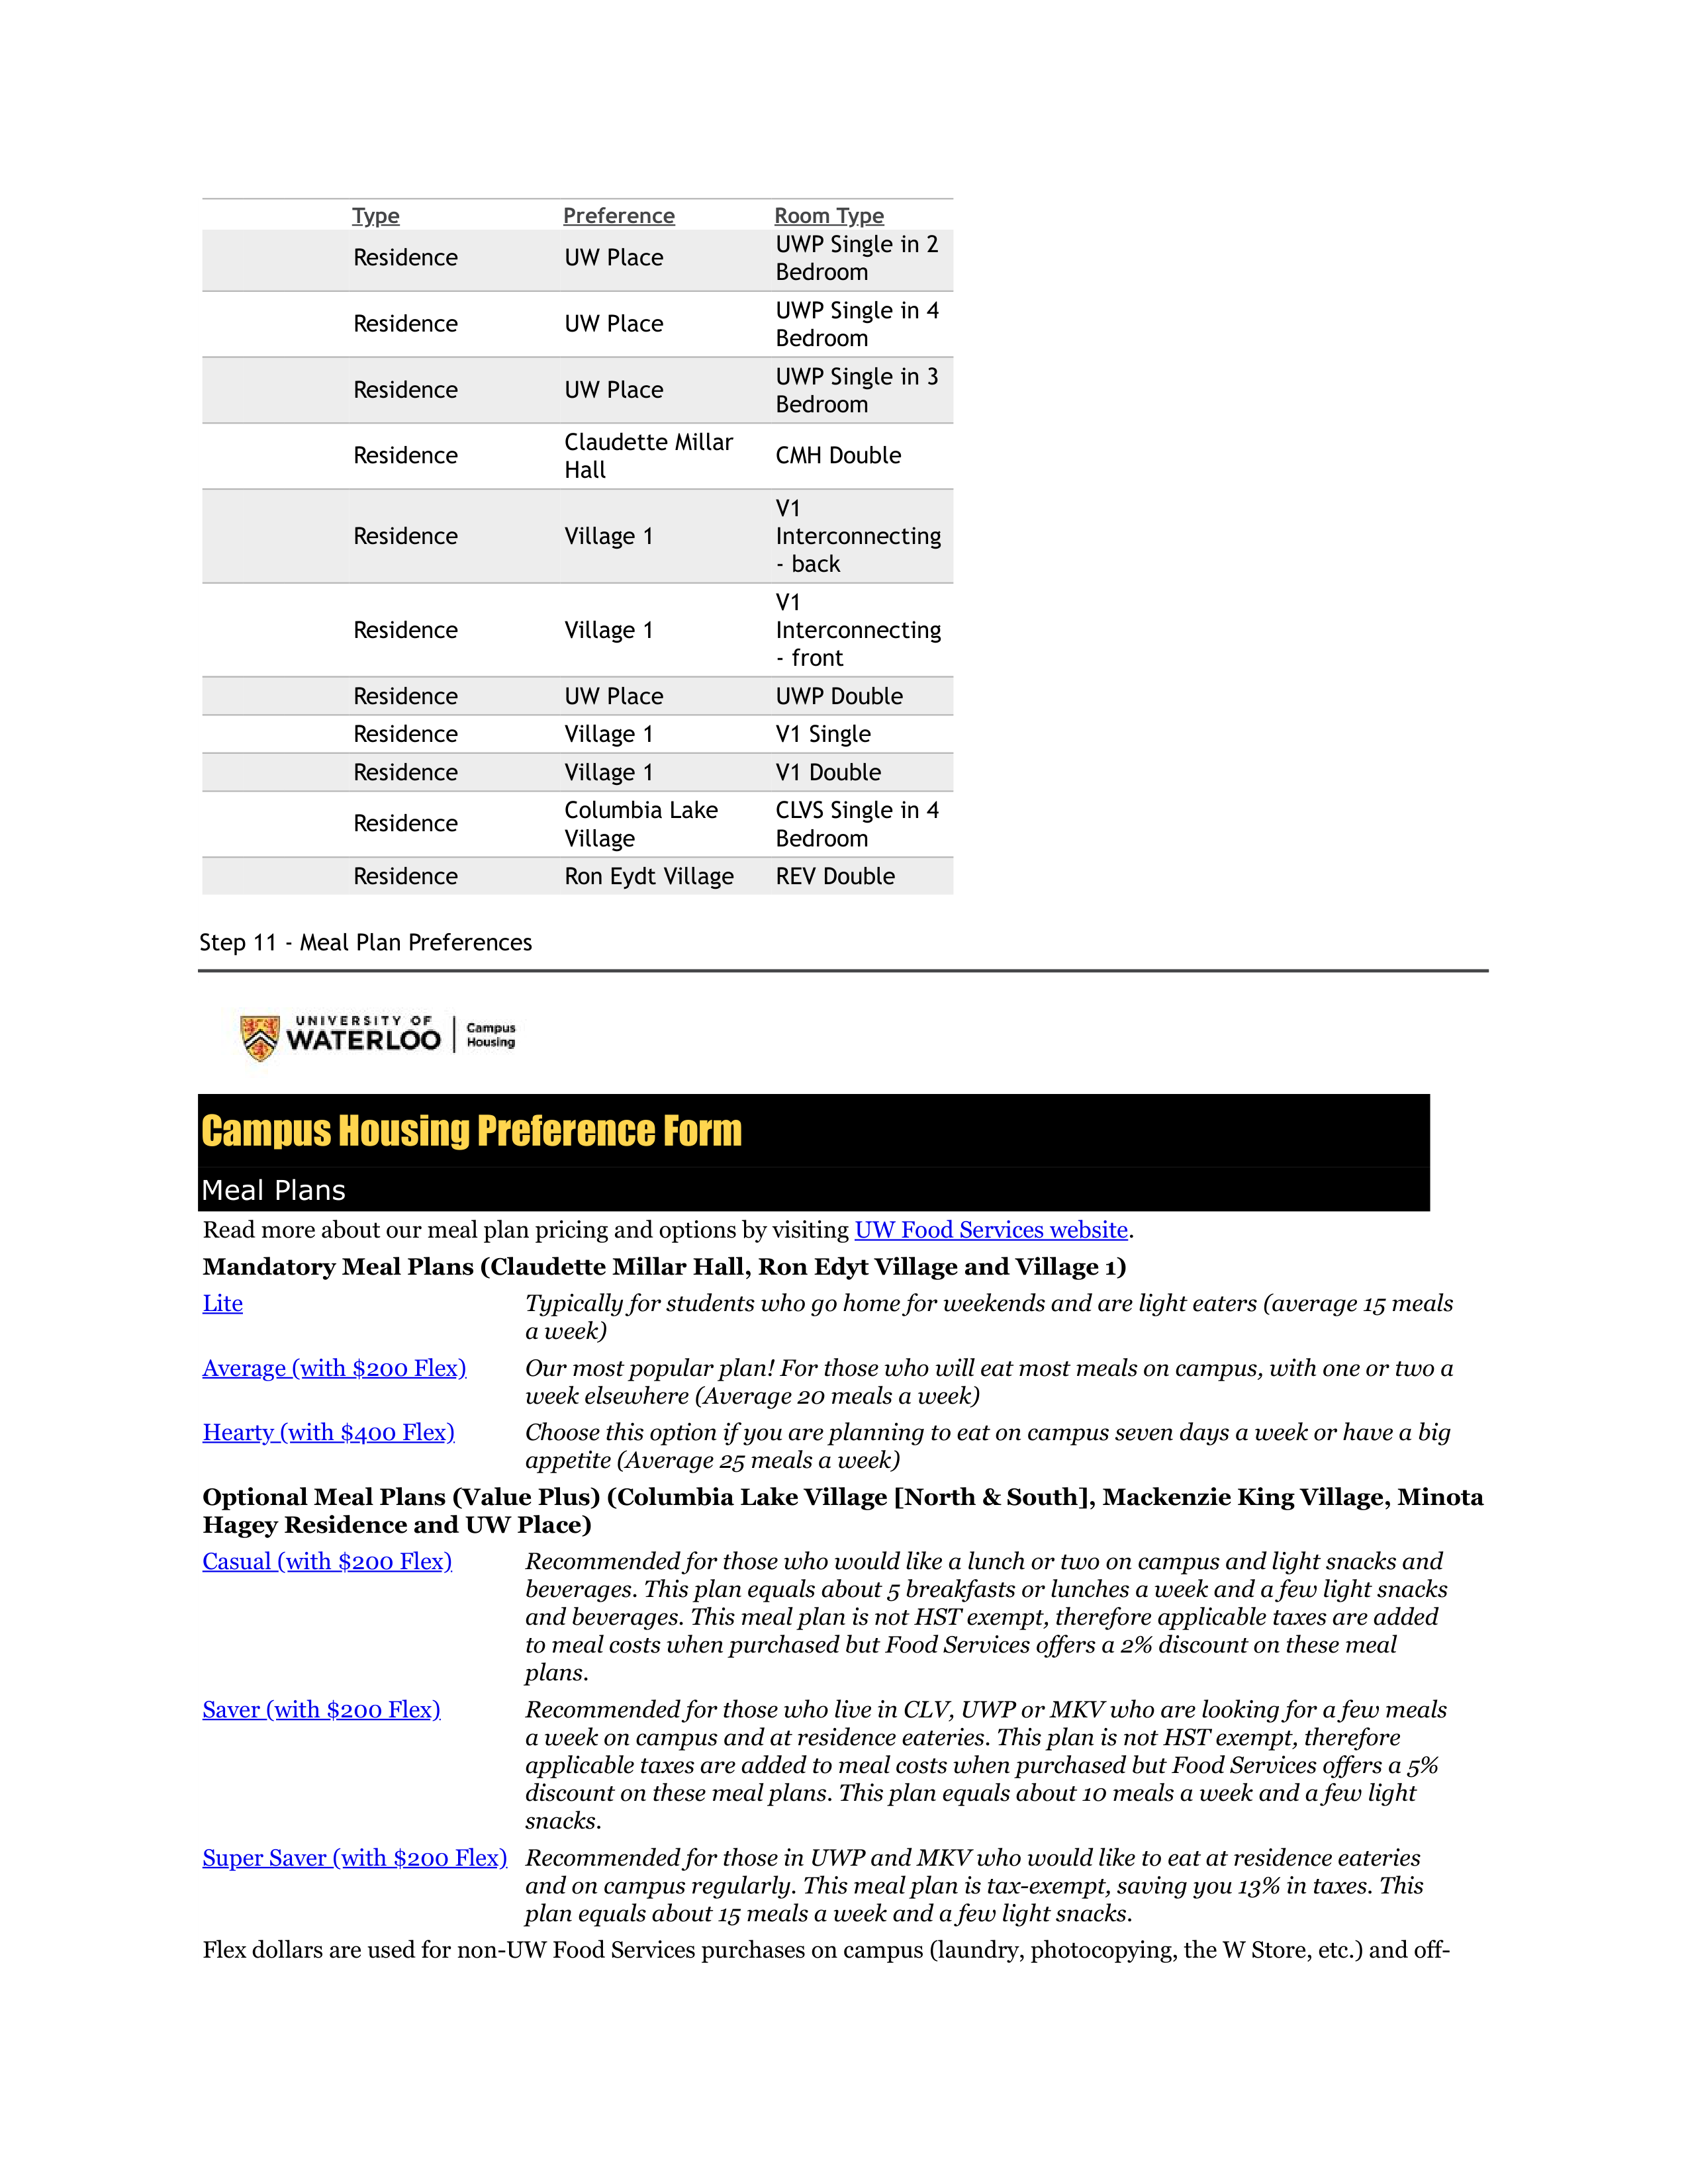 Type Preference Room Type
Residence UW Place UWP Single in 2
Bedroom
Residence UW Place UWP Single in 4
Bedroom
Residence UW Place UWP Single in 3
Bedroom
Residence Claudette Millar
Hall CMH Double
Residence Village 1 V1
Interconnecting
- back
Residence Village 1 V1
Interconnecting
- front
Residence UW Place UWP Double
Residence Village 1 V1 Single
Residence Village 1 V1 Double
Residence Columbia Lake
Village CLVS Single in 4
Bedroom
Residence Ron Eydt Village REV Double
Step 11 - Meal Plan Preferences
UNIVERSITY OF
WATERLOO
Campus
Housing
Campus Housing Preference Form
Meal Plans
Read more about our meal plan pricing and options by visiting UW Food Services website.
Mandatory Meal Plans (Claudette Millar Hall, Ron Edyt Village and Village 1)
Lite Typically for students who go home for weekends and are light eaters (average 15 meals
a week)
Average (with $200 Flex) Our most popular plan! For those who will eat most meals on campus, with one or two a
week elsewhere (Average 20 meals a week)
Hearty (with $400 Flex) Choose this option if you are planning to eat on campus seven days a week or have a big
appetite (Average 25 meals a week)
Optional Meal Plans (Value Plus) (Columbia Lake Village [North & South], Mackenzie King Village, Minota
Hagey Residence and UW Place)
Casual (with $200 Flex) Recommended for those who would like a lunch or two on campus and light snacks and
beverages. This plan equals about 5 breakfasts or lunches a week and a few light snacks
and beverages. This meal plan is not HST exempt, therefore applicable taxes are added
to meal costs when purchased but Food Services offers a 2% discount on these meal
plans.
Saver (with $200 Flex) Recommended for those who live in CLV, UWP or MKV who are looking for a few meals
a week on campus and at residence eateries. This plan is not HST exempt, therefore
applicable taxes are added to meal costs when purchased but Food Services offers a 5%
discount on these meal plans. This plan equals about 10 meals a week and a few light
snacks.
Super Saver (with $200 Flex) Recommended for those in UWP and MKV who would like to eat at residence eateries
and on campus regularly. This meal plan is tax-exempt, saving you 13% in taxes. This
plan equals about 15 meals a week and a few light snacks.
Flex dollars are used for non-UW Food Services purchases on campus (laundry, photocopying, the W Store, etc.) and off-